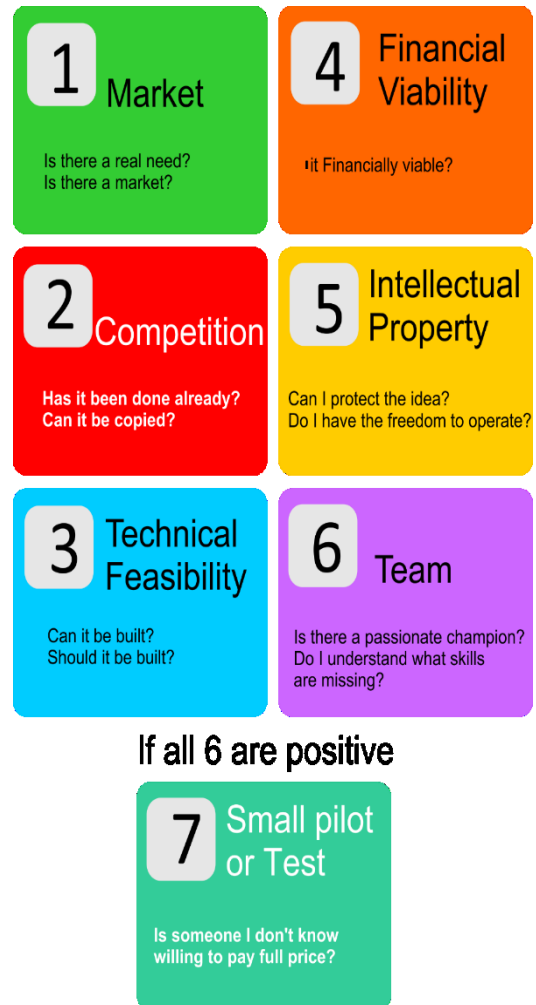 1
Market
Is there a real need?
Is there a market?
2
Competition
Has it been done already?
Can it be copied?
3
Technical
Feasibility
Can it be built?
Should it be built?
4
Financial
Viability
it Financially viable?
5
Intellectual
Property
Can I protect the idea?
Do I have the freedom to operate?
6
Team
Is there a passionate champion?
Do I understand what skills
are missing?
If all 6 are positive
7
Small pilot
or Test
Is someone I don't know
willing to pay full price?